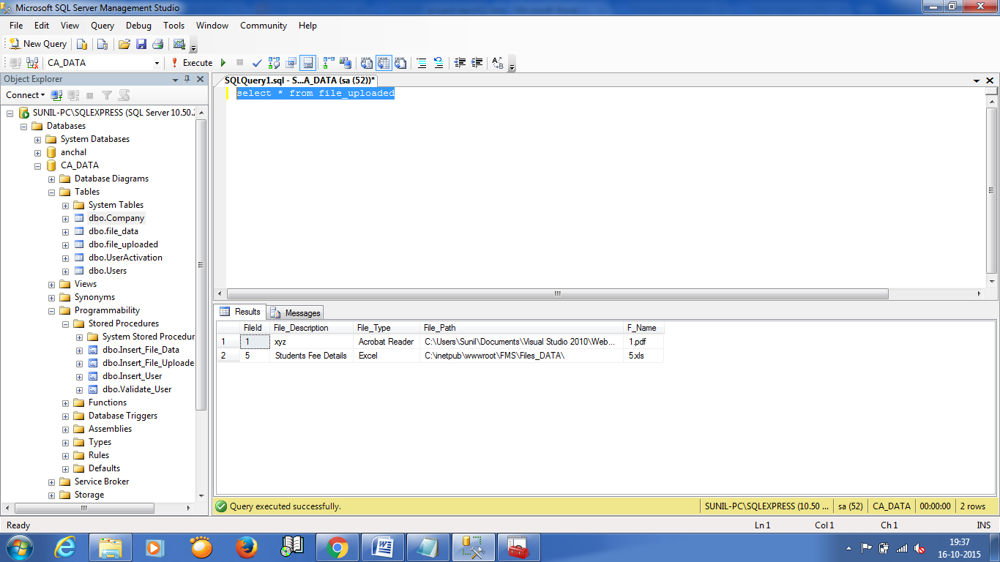 Microsoft SQL Server Management Studio
File Edit View Query Debug Tools Window Community Help
New Query
CA_DATA
Execute
Object Explorer
Connect
SUNIL-PC\SQLEXPRESS (SQL Server 10.50.
Databases
System Databases
anchal
CA_DATA
Database Diagrams
Tables
System Tables
dbo.Company
dbo.file_data
dbo.file_uploaded
dbo.UserActivation
dbo.Users
Views
Synonyms
Programmability
Stored Procedures
System Stored Procedur
dbo.Insert_File_Data
dbo.Insert_File_Uploade
dbo.Insert_User
dbo.Validate_User
Functions
Database Triggers
Assemblies
Types
Rules
Defaults
Service Broker
Storage
SQLQuery1.sql - S...A_DATA (sa (52))*
select * from file_uploaded
Results Messages
FileId File_Description File_Type File_Path F_Name
1 1 xyz Acrobat Reader C:\Users\Sunil\Documents\Visual Studio 2010\Web... 1.pdf
2 5 Students Fee Details Excel C:\inetpub\wwwroot\FMS\Files_DATA\ 5.xls
Query executed successfully.
SUNIL-PC\SQLEXPRESS (10.50 ... sa (52) CA_DATA 00:00:00 2 rows
Ready Ln 1 Col 1 Ch 1 INS
19:37
16-10-2015